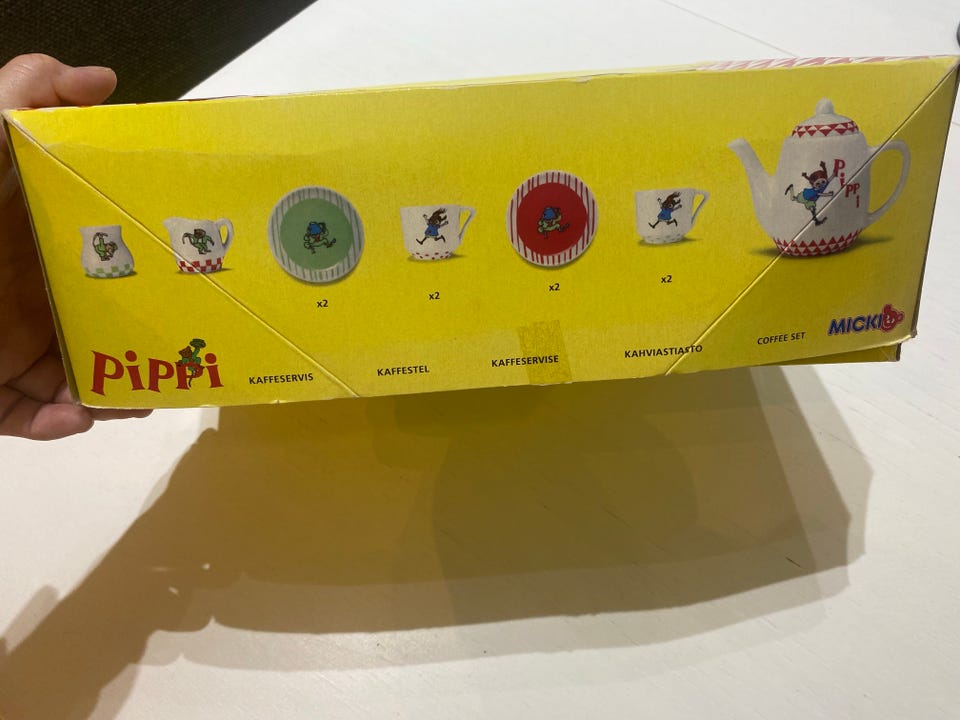 Pippi
x2
x2
x2
x2
Pippi
KAFFESERVIS
KAFFESTEL
KAFFESERVISE
KAHVIASTIASTO
COFFEE SET
MICKI